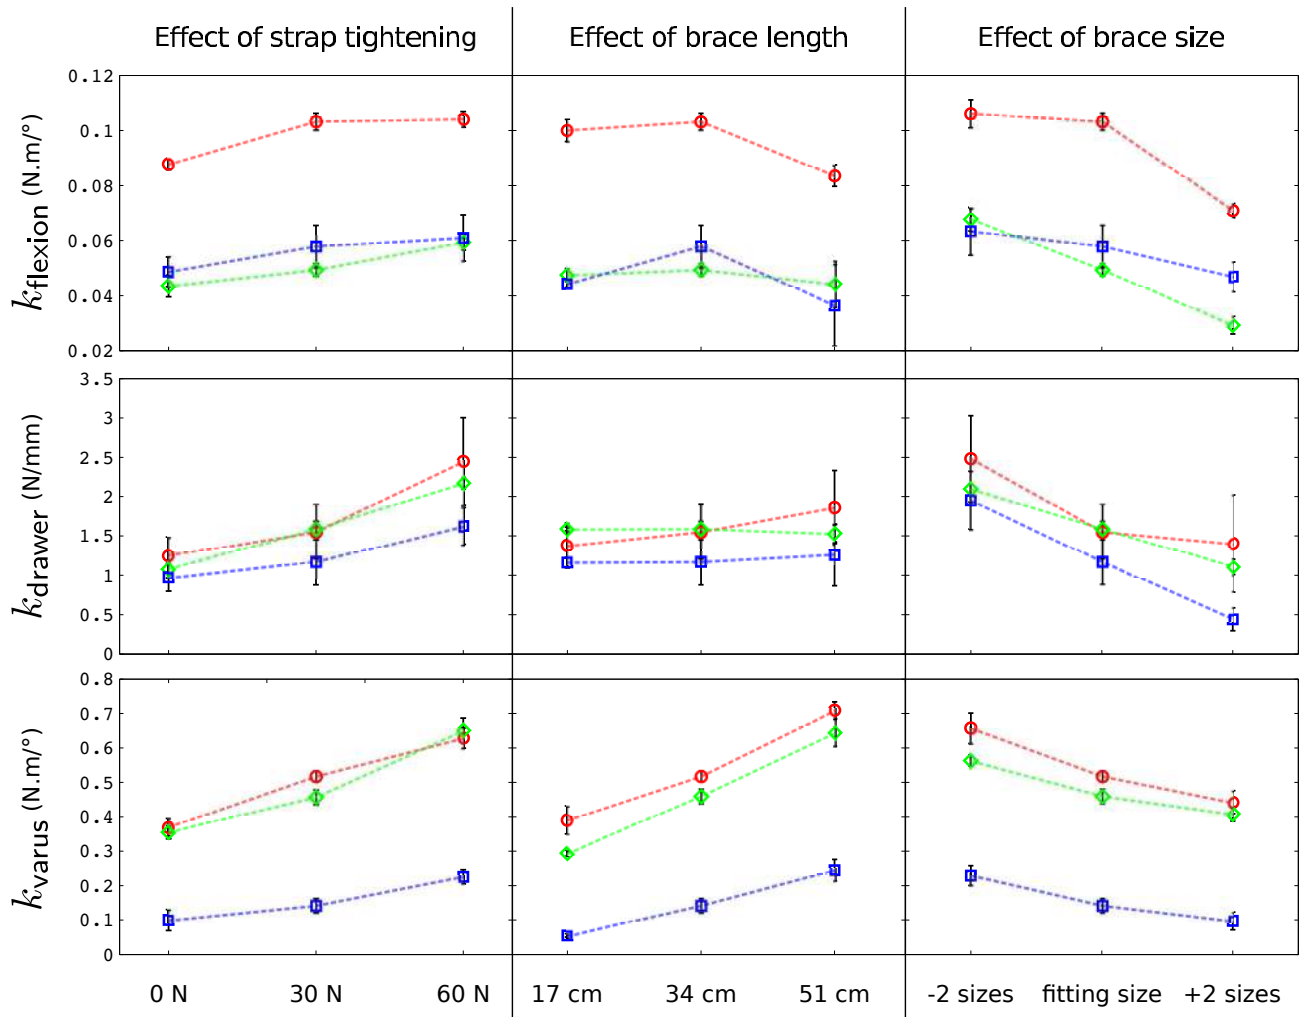 Effect of strap tightening
Effect of brace length
Effect of brace size
k flexion (N.m/°)
0.12
0.1
0.08
0.06
0.04
0.02
k drawer (N/mm)
3.5
3
2.5
2
1.5
1
0.5
0
k varus (N.m/°)
0.8
0.7
0.6
0.5
0.4
0.3
0.2
0.1
0
0 N
30 N
60 N
17 cm
34 cm
51 cm
-2 sizes
fitting size
+2 sizes